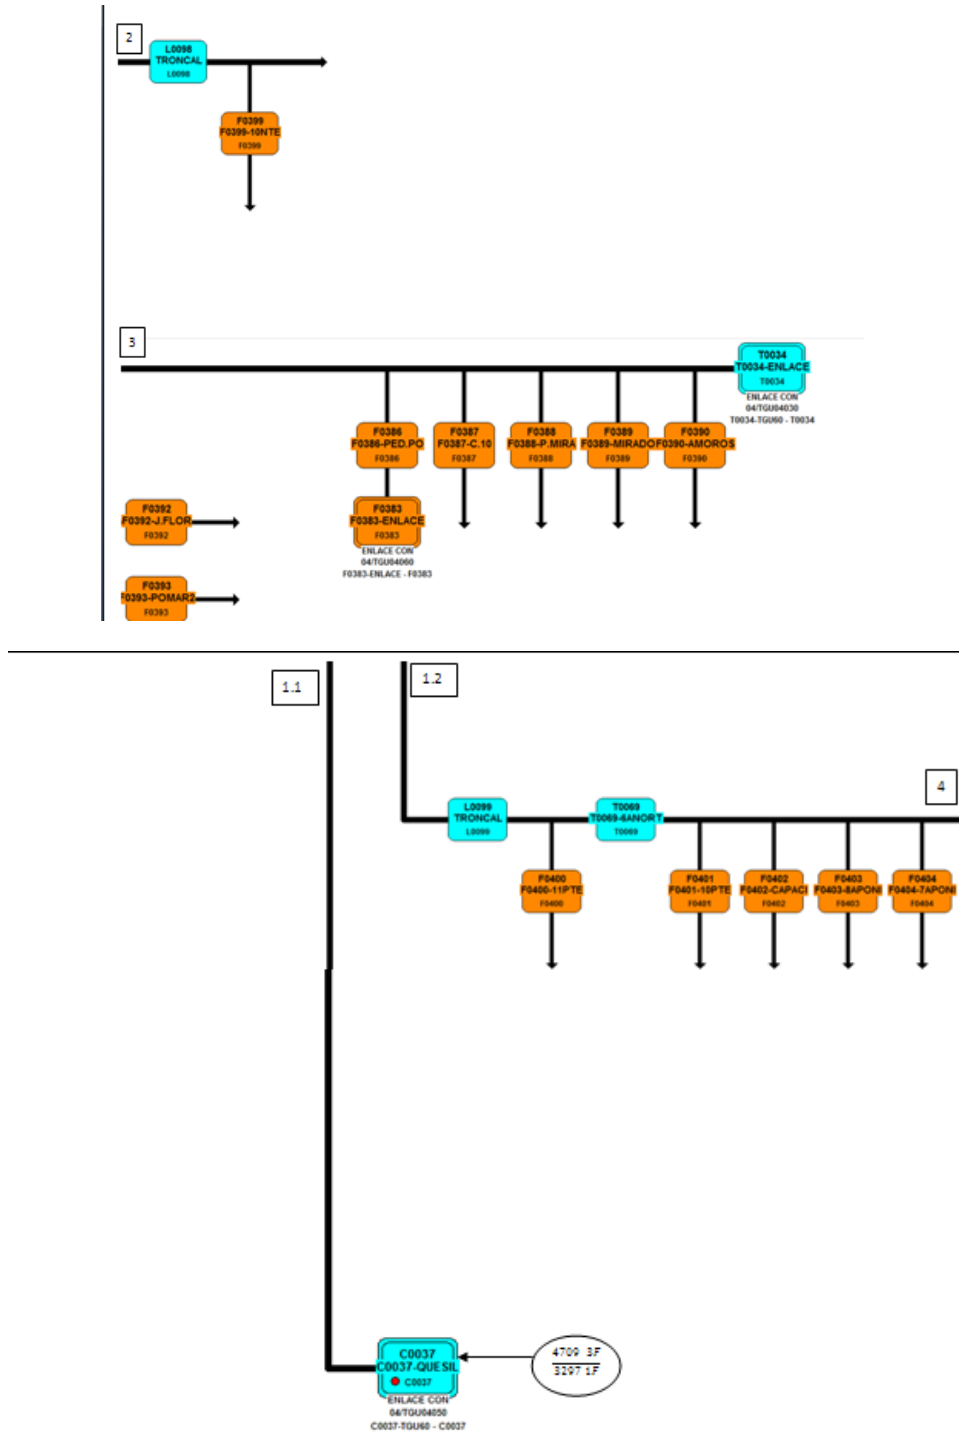 2
L0098
TRONCAL
L0098
F0399
F0399-10NTE
F0399
3
T0034
T0034-ENLACE
T0034
ENLACE CON
04/TGU04030
T0034-TGU60 - T0034
F0386
F0386-PED.PO
F0386
F0387
F0387-C.10
F0387
F0388
F0388-P.MIRA
F0388
F0389
F0389-MIRADO
F0389
F0390
F0390-AMOROS
F0390
F0392
F0392-J.FLOR
F0392
F0383
F0383-ENLACE
F0383
ENLACE CON
04/TGU04060
F0383-ENLACE - F0383
F0393
F0393-POMAR2
F0393
1.1
1.2
4
L0099
TRONCAL
L0099
T0069
T0069-6ANORT
T0069
F0400
F0400-11PTE
F0400
F0401
F0401-10PTE
F0401
F0402
F0402-CAPACI
F0402
F0403
F0403-8APONI
F0403
F0404
F0404-7APONI
F0404
C0037
C0037-QUESIL
C0037
ENLACE CON
04/TGU04050
C0037-TGU60 - C0037
4709 3F
3297 1F